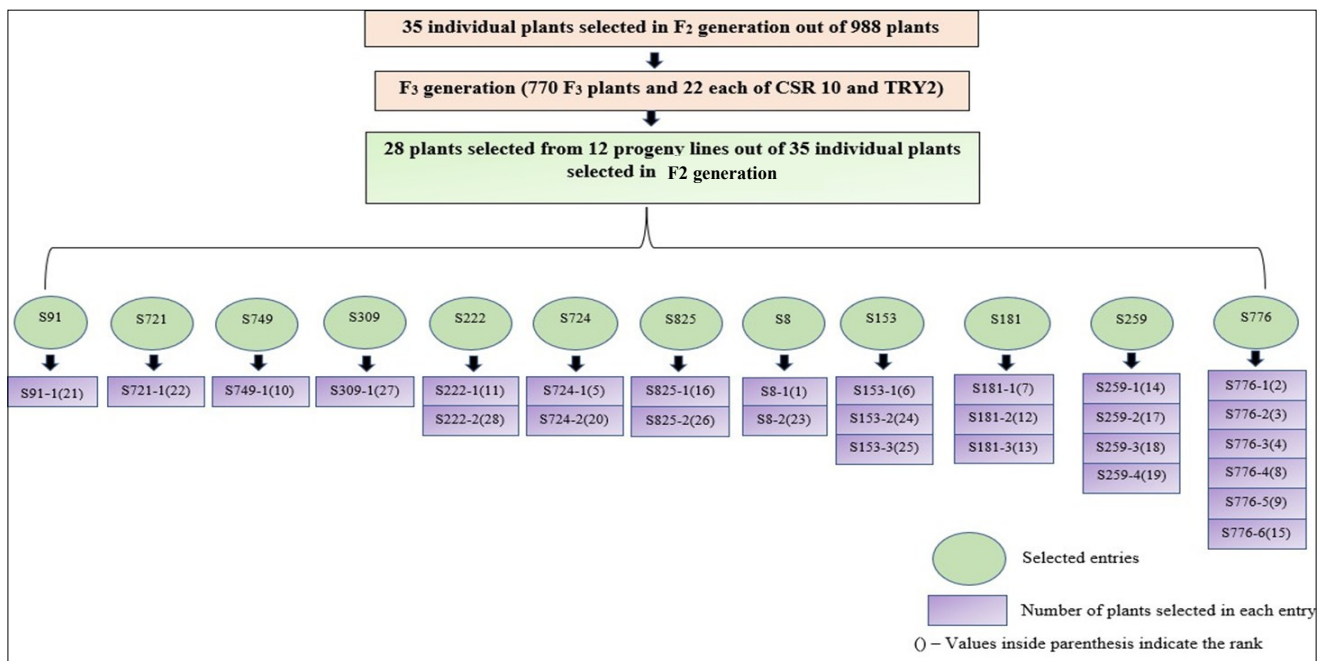 35 individual plants selected in F2 generation out of 988 plants
F3 generation (770 F3 plants and 22 each of CSR 10 and TRY2)
28 plants selected from 12 progeny lines out of 35 individual plants
selected in F2 generation
S91
S721
S749
S309
S222
S724
S825
S8
S153
S181
S259
S776
S91-1(21)
S721-1(22)
S749-1(10)
S309-1(27)
S222-1(11)
S222-2(28)
S724-1(5)
S724-2(20)
S825-1(16)
S825-2(26)
S8-1(1)
S8-2(23)
S153-1(6)
S153-2(24)
S153-3(25)
S181-1(7)
S181-2(12)
S181-3(13)
S259-1(14)
S259-2(17)
S259-3(18)
S259-4(19)
S776-1(2)
S776-2(3)
S776-3(4)
S776-4(8)
S776-5(9)
S776-6(15)
Selected entries
Number of plants selected in each entry
() – Values inside parenthesis indicate the rank